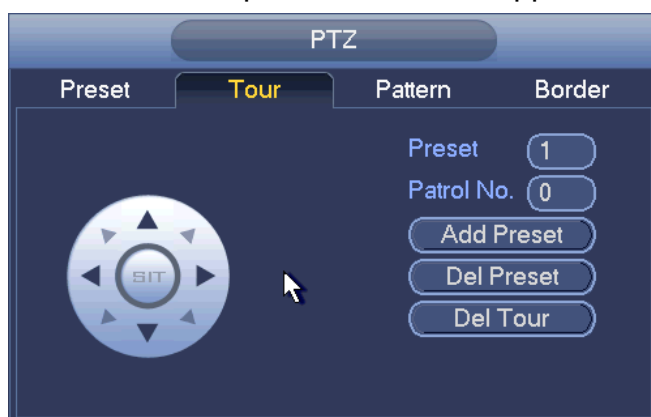 PTZ
Preset Tour Pattern Border
Preset 1
Patrol No. 0
Add Preset
SIT
Del Preset
Del Tour